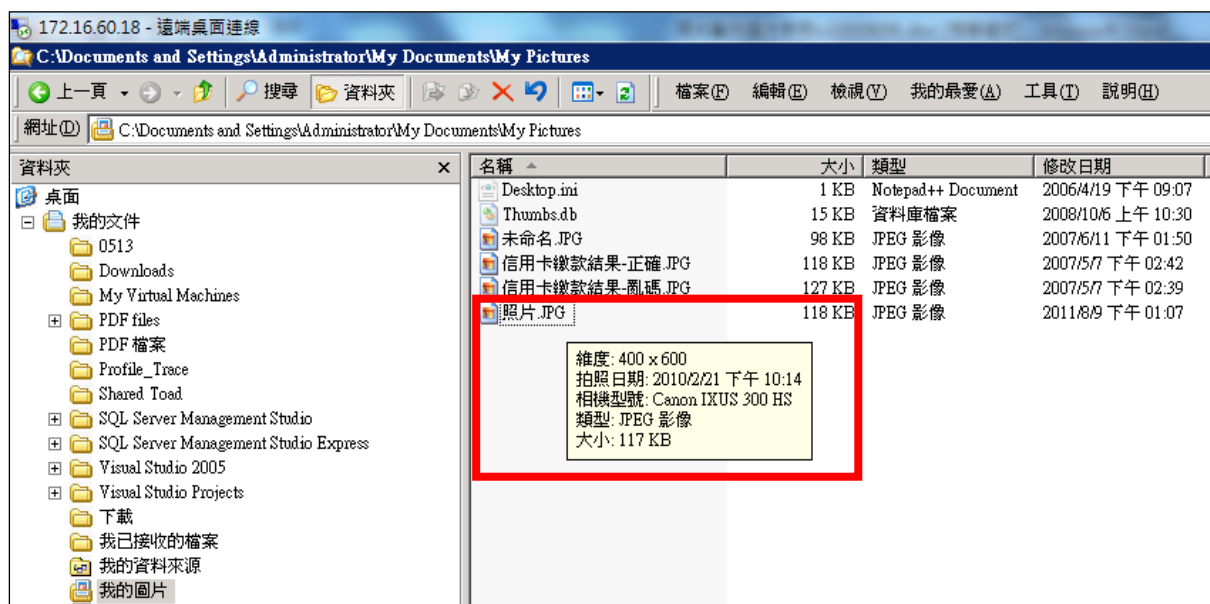 172.16.60.18 - 遠端桌面連線
C:\Documents and Settings\Administrator\My Documents\My Pictures
上一頁 搜尋 資料夾 檔案(F) 編輯(E) 檢視(V) 我的最愛(A) 工具(T) 說明(H)
網址(D) C:\Documents and Settings\Administrator\My Documents\My Pictures
資料夾 x
桌面
我的文件
0513
Downloads
My Virtual Machines
PDF files
PDF 檔案
Profile_Trace
Shared Toad
SQL Server Management Studio
SQL Server Management Studio Express
Visual Studio 2005
Visual Studio Projects
下載
我已接收的檔案
我的資料來源
我的圖片
名稱 大小 類型 修改日期
Desktop.ini 1 KB Notepad++ Document 2006/4/19 下午 09:07
Thumbs.db 15 KB 資料庫檔案 2008/10/6 上午 10:30
未命名.JPG 98 KB JPEG 影像 2007/6/11 下午 01:50
信用卡繳款結果-正確.JPG 118 KB JPEG 影像 2007/5/7 下午 02:42
信用卡繳款結果-亂碼.JPG 127 KB JPEG 影像 2007/5/7 下午 02:39
照片.JPG 118 KB JPEG 影像 2011/8/9 下午 01:07
維度: 400 x 600
拍照日期: 2010/2/21 下午 10:14
相機型號: Canon IXUS 300 HS
類型: JPEG 影像
大小: 117 KB